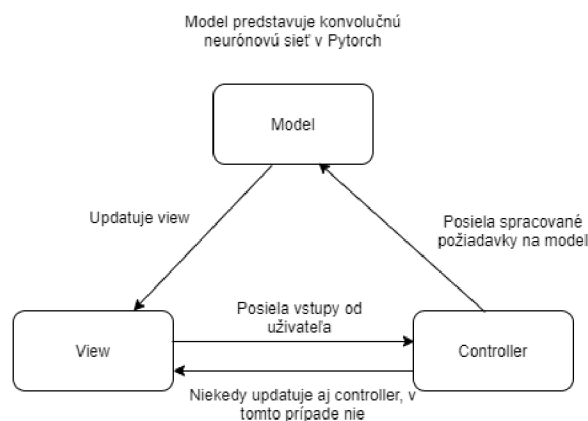 Model predstavuje konvolučnú
neurónovú sieť v Pytorch
Model
Updatuje view
Posiela spracované
požiadavky na model
Posiela vstupy od
uživateľa
View
Controller
Niekedy updatuje aj controller, v
tomto prípade nie